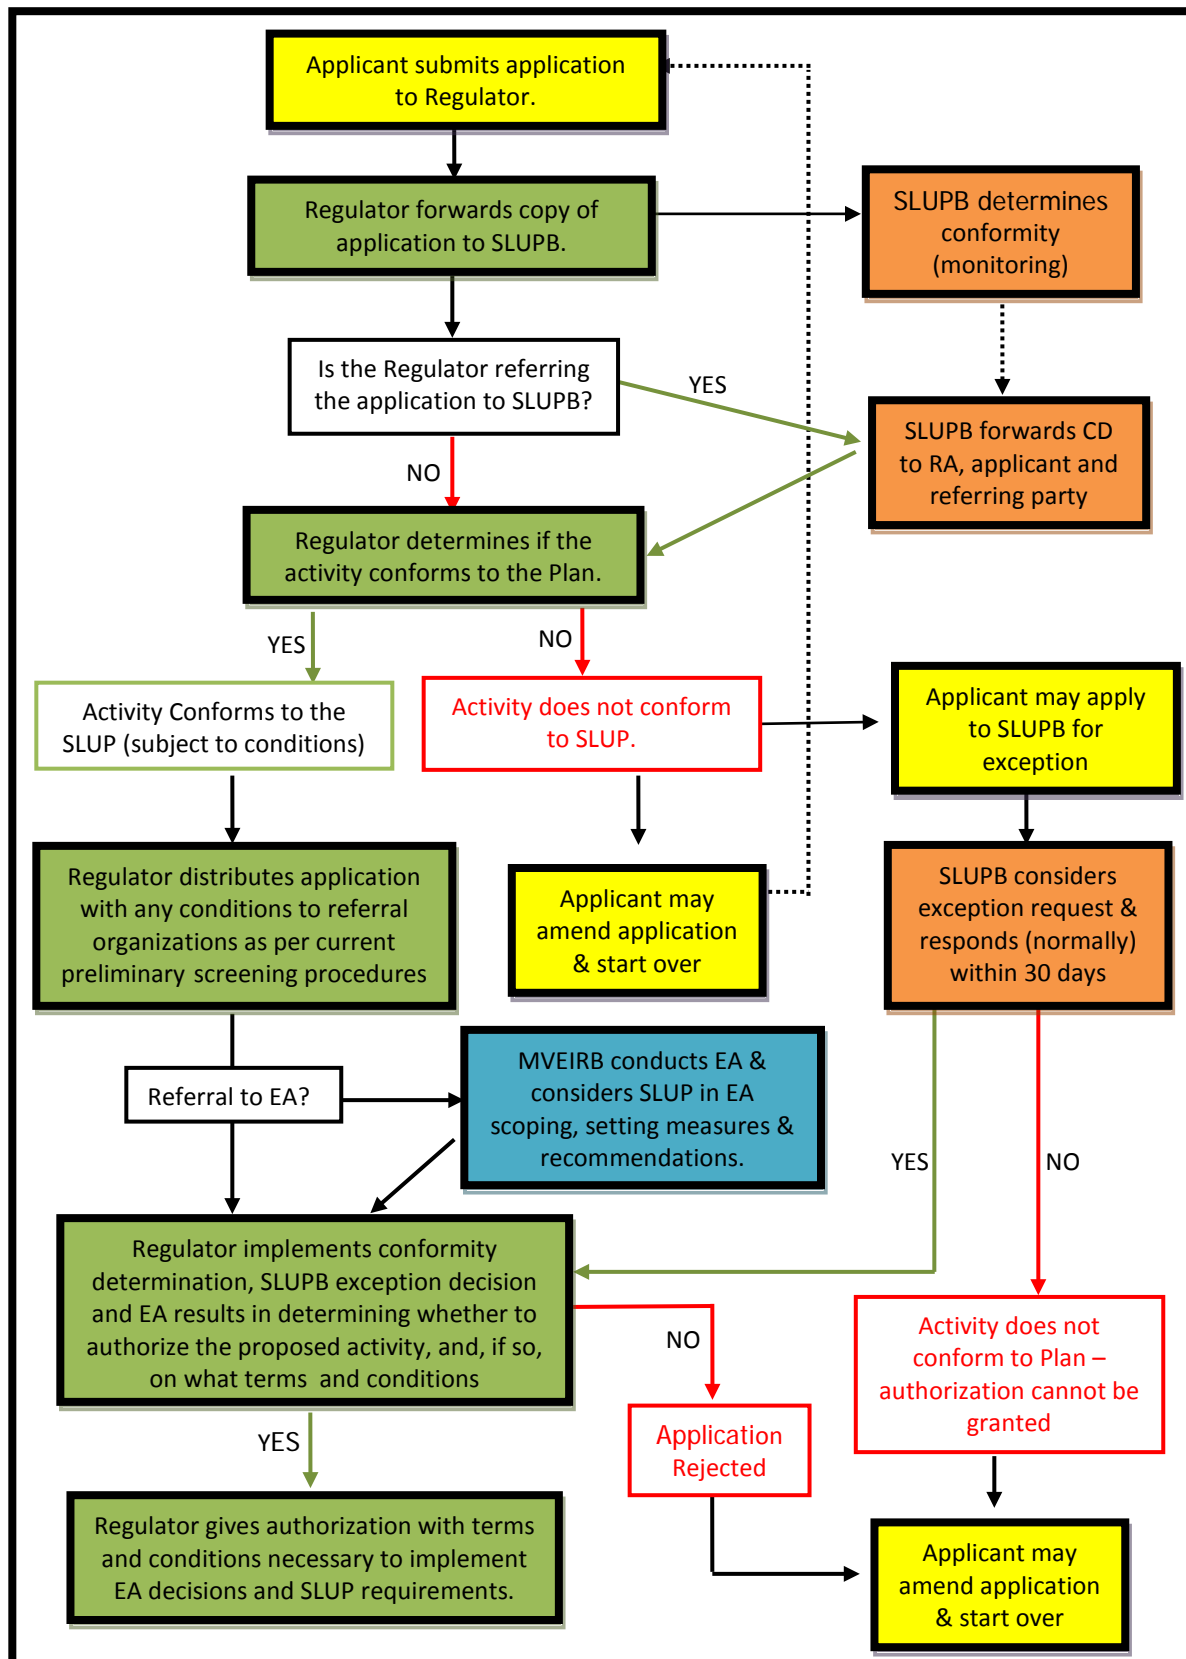 Applicant submits application
to Regulator.
Regulator forwards copy of
application to SLUPB.
SLUPB determines
conformity
(monitoring)
Is the Regulator referring
the application to SLUPB?
YES
NO
SLUPB forwards CD
to RA, applicant and
referring party
Regulator determines if the
activity conforms to the Plan.
YES
NO
Activity Conforms to the
SLUP (subject to conditions)
Activity does not conform
to SLUP.
Applicant may apply
to SLUPB for
exception
Regulator distributes application
with any conditions to referral
organizations as per current
preliminary screening procedures
Applicant may
amend application
& start over
SLUPB considers
exception request &
responds (normally)
within 30 days
Referral to EA?
MVEIRB conducts EA &
considers SLUP in EA
scoping, setting measures &
recommendations.
YES
NO
Regulator implements conformity
determination, SLUPB exception decision
and EA results in determining whether to
authorize the proposed activity, and, if so,
on what terms and conditions
NO
Activity does not
conform to Plan –
authorization cannot be
granted
YES
Application
Rejected
Regulator gives authorization with terms
and conditions necessary to implement
EA decisions and SLUP requirements.
Applicant may
amend application
& start over